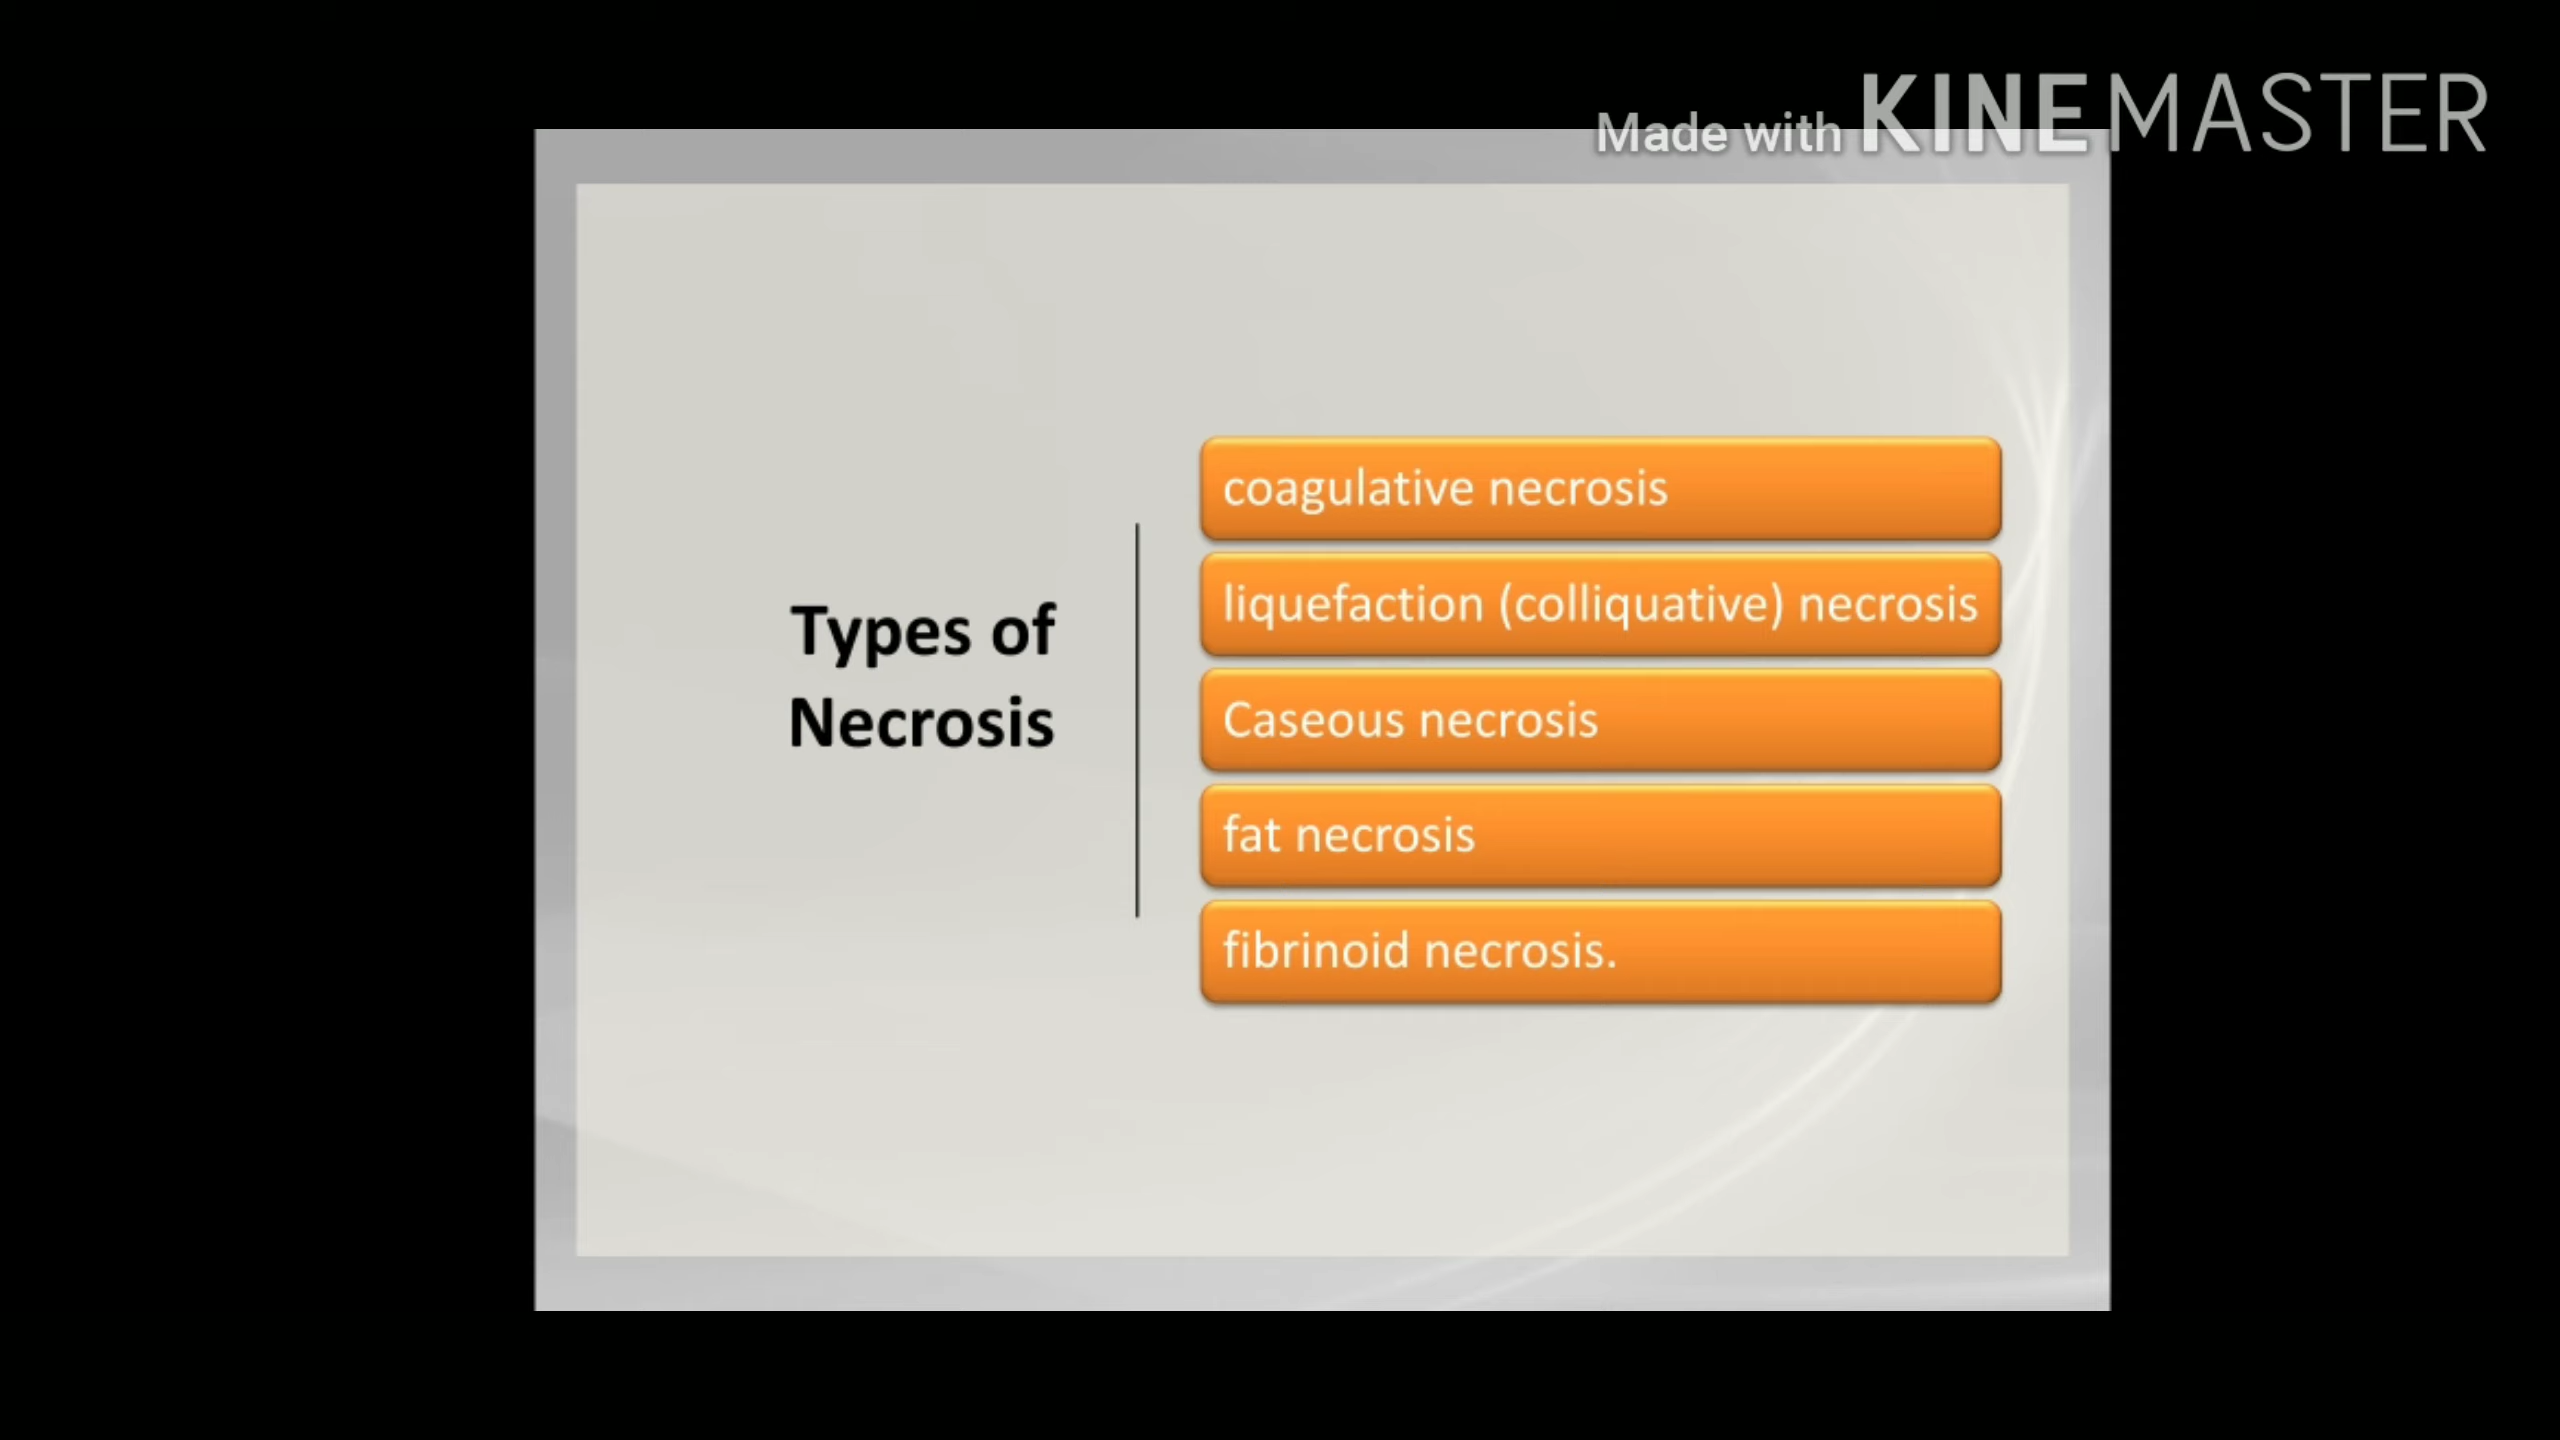 Made with KINEMASTER
Types of
Necrosis
coagulative necrosis
liquefaction (colliquative) necrosis
Caseous necrosis
fat necrosis
fibrinoid necrosis.